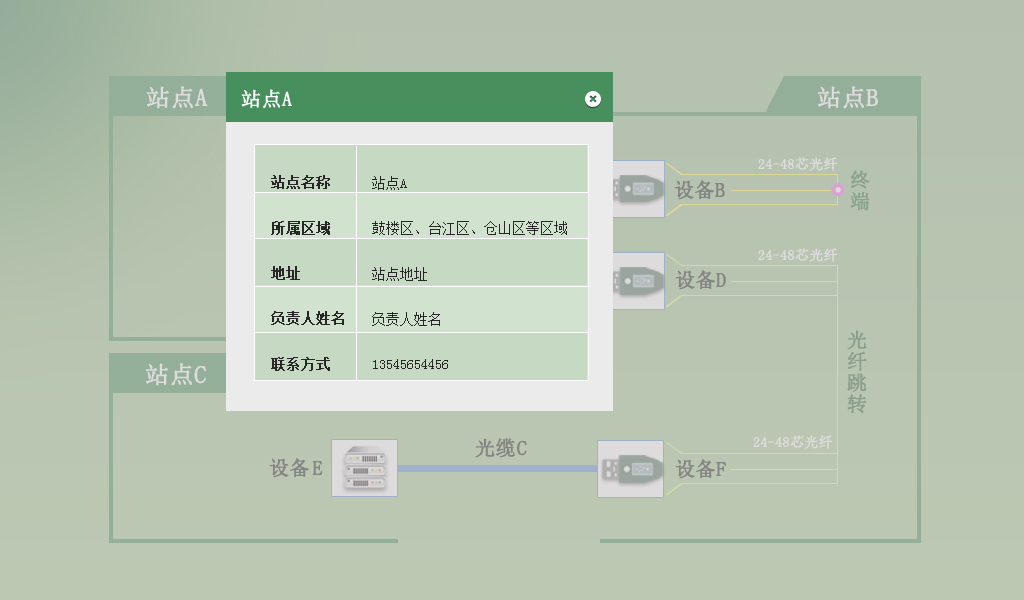 站点A
站点A
站点B
站点名称 站点A
所属区域 鼓楼区、台江区、仓山区等区域
地址 站点地址
负责人姓名 负责人姓名
联系方式 13545654456
24-48芯光纤
设备B
终端
24-48芯光纤
设备D
光纤跳转
站点C
光缆C
设备E
24-48芯光纤
设备F